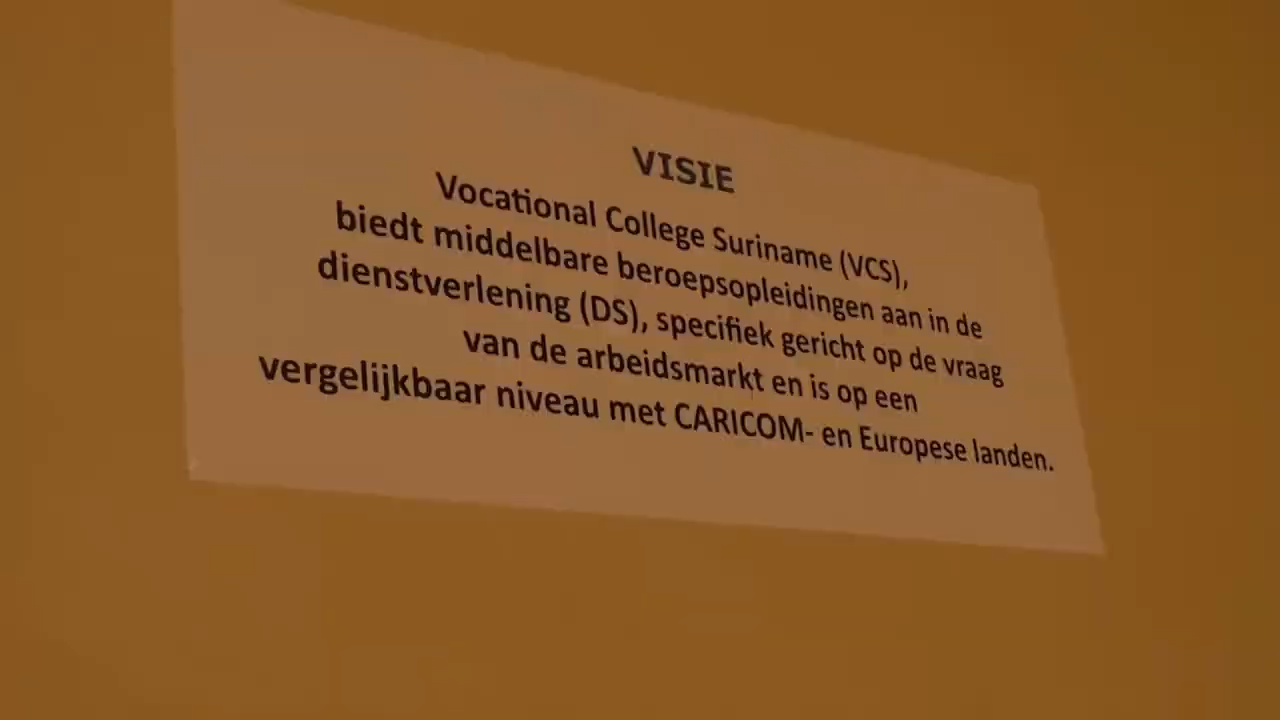 VISIE
Vocational College Suriname (VCS),
biedt middelbare beroepsopleidingen aan in de
dienstverlening (DS), specifiek gericht op de vraag
van de arbeidsmarkt en is op een
vergelijkbaar niveau met CARICOM- en Europese landen.